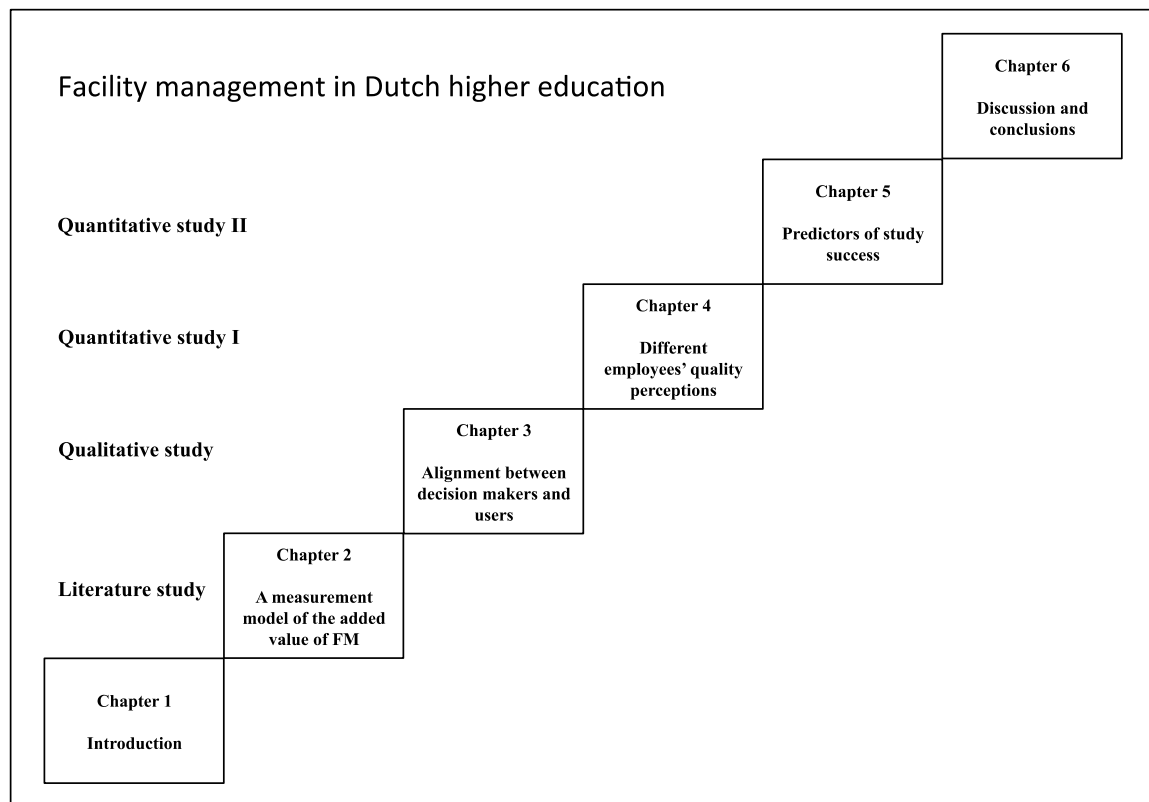 Facility management in Dutch higher education
Chapter 6
Discussion and
conclusions
Quantitative study II
Chapter 5
Predictors of study
success
Quantitative study I
Chapter 4
Different
employees’ quality
perceptions
Qualitative study
Chapter 3
Alignment between
decision makers and
users
Literature study
Chapter 2
A measurement
model of the added
value of FM
Chapter 1
Introduction